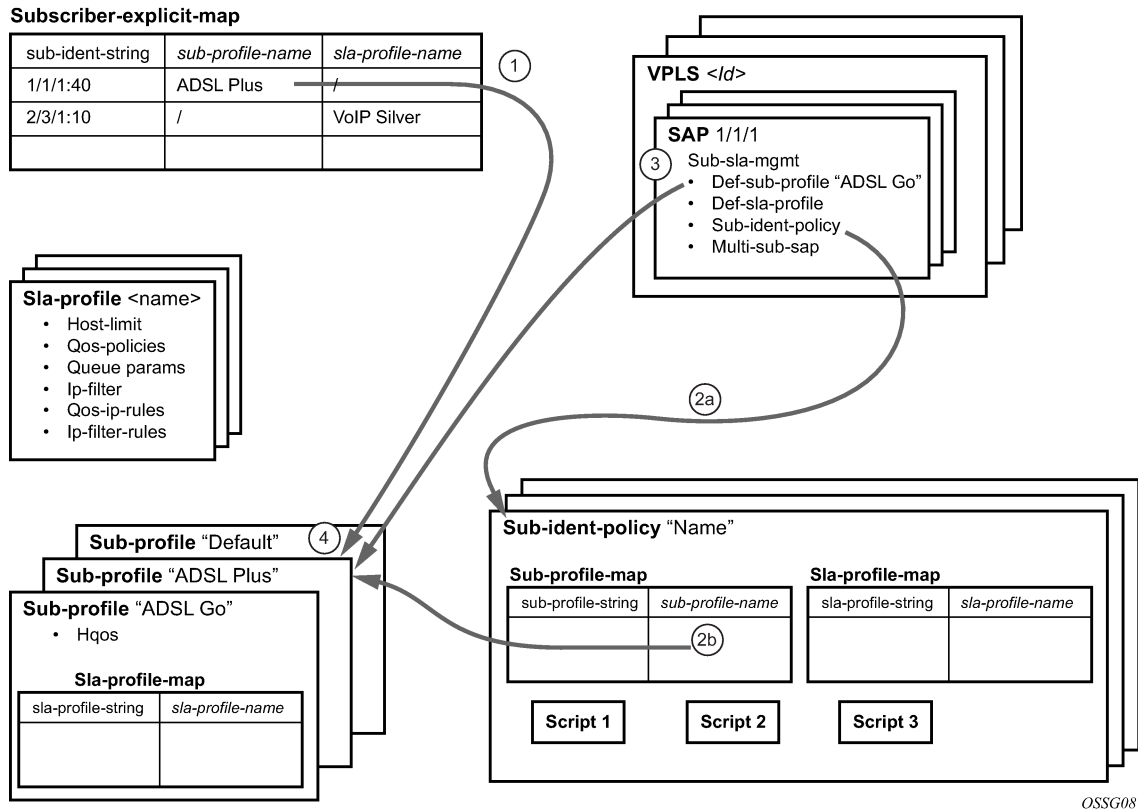 Subscriber-explicit-map
sub-ident-string sub-profile-name sla-profile-name
1/1/1:40 ADSL Plus /
2/3/1:10 / VoIP Silver
1
VPLS <Id>
SAP 1/1/1
3
Sub-sla-mgmt
• Def-sub-profile “ADSL Go”
• Def-sla-profile
• Sub-ident-policy
• Multi-sub-sap
Sla-profile <name>
• Host-limit
• Qos-policies
• Queue params
• Ip-filter
• Qos-ip-rules
• Ip-filter-rules
2a
4
Sub-profile “Default”
Sub-profile “ADSL Plus”
Sub-profile “ADSL Go”
• Hqos
Sla-profile-map
sla-profile-string sla-profile-name
Sub-ident-policy “Name”
Sub-profile-map
sub-profile-string sub-profile-name
2b
Sla-profile-map
sla-profile-string sla-profile-name
Script 1 Script 2 Script 3
OSSG08